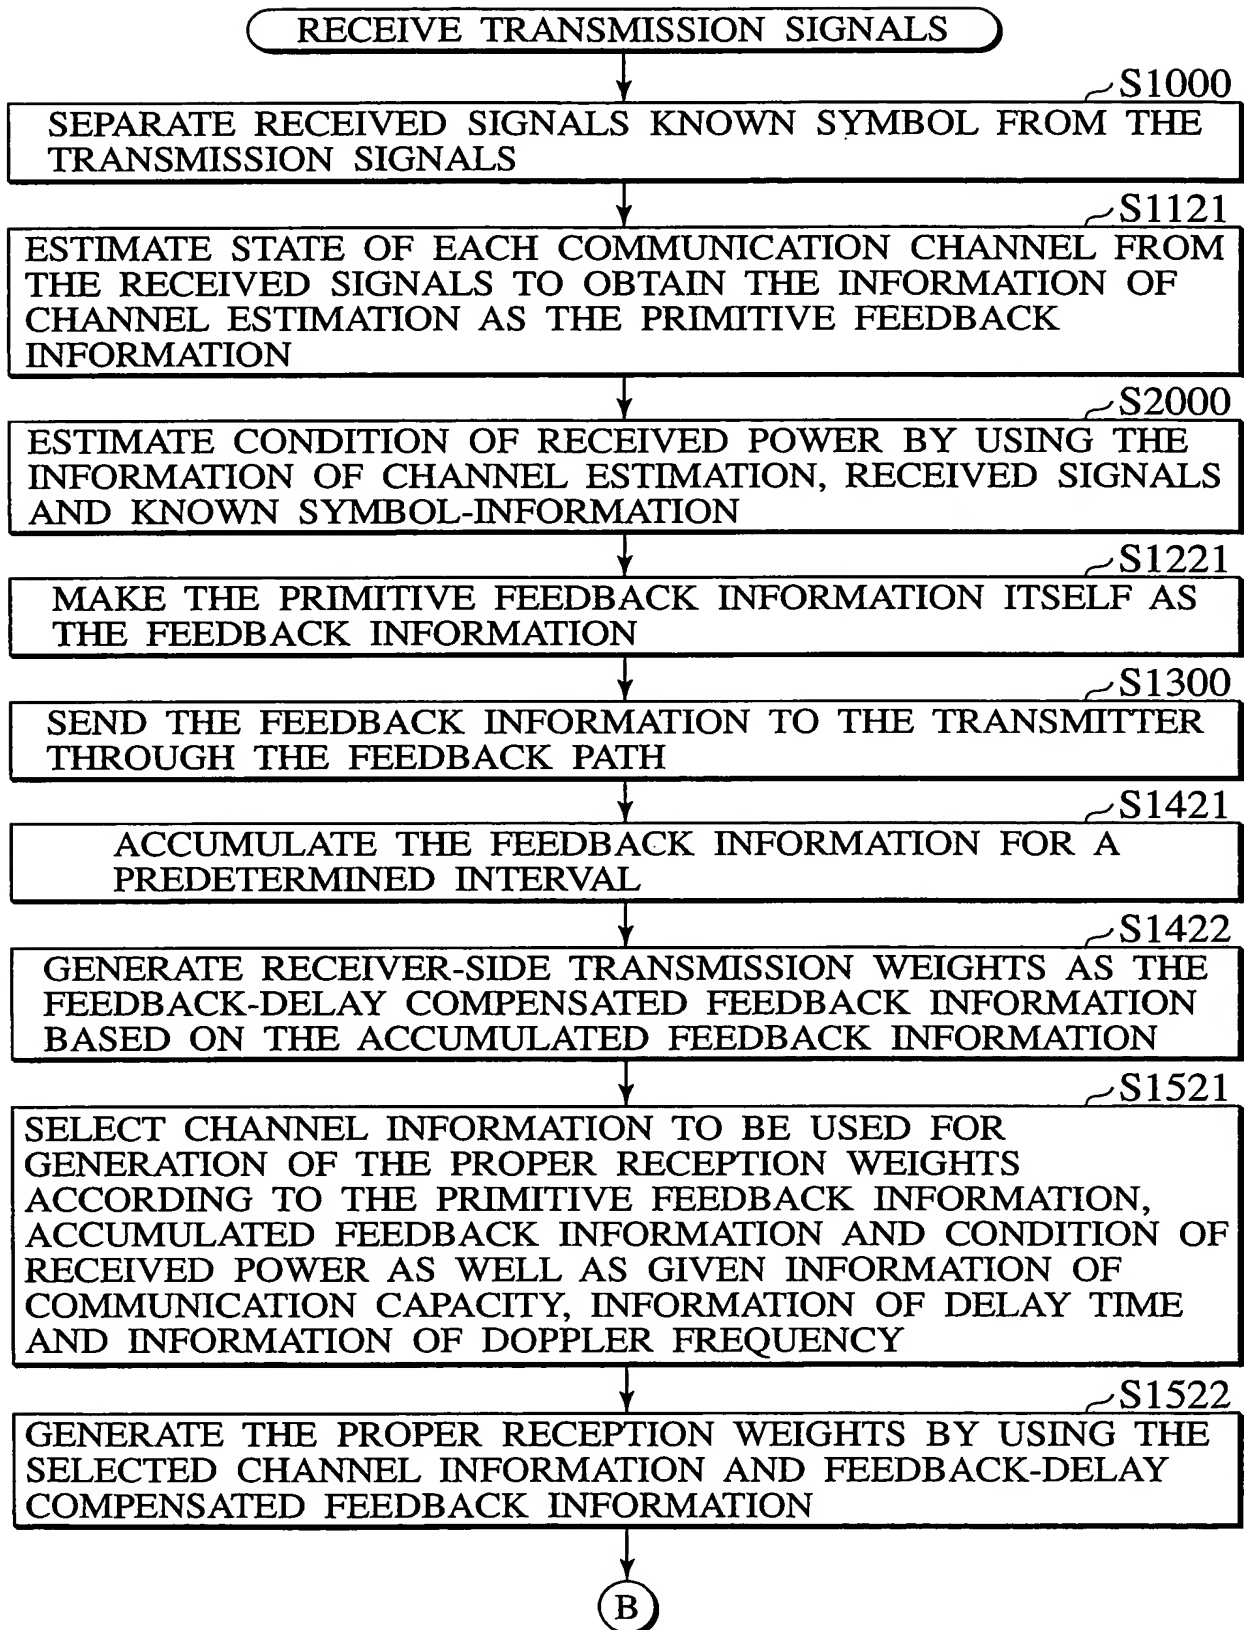 RECEIVE TRANSMISSION SIGNALS
S1000
SEPARATE RECEIVED SIGNALS KNOWN SYMBOL FROM THE
TRANSMISSION SIGNALS
S1121
ESTIMATE STATE OF EACH COMMUNICATION CHANNEL FROM
THE RECEIVED SIGNALS TO OBTAIN THE INFORMATION OF
CHANNEL ESTIMATION AS THE PRIMITIVE FEEDBACK
INFORMATION
S2000
ESTIMATE CONDITION OF RECEIVED POWER BY USING THE
INFORMATION OF CHANNEL ESTIMATION, RECEIVED SIGNALS
AND KNOWN SYMBOL-INFORMATION
S1221
MAKE THE PRIMITIVE FEEDBACK INFORMATION ITSELF AS
THE FEEDBACK INFORMATION
S1300
SEND THE FEEDBACK INFORMATION TO THE TRANSMITTER
THROUGH THE FEEDBACK PATH
S1421
ACCUMULATE THE FEEDBACK INFORMATION FOR A
PREDETERMINED INTERVAL
S1422
GENERATE RECEIVER-SIDE TRANSMISSION WEIGHTS AS THE
FEEDBACK-DELAY COMPENSATED FEEDBACK INFORMATION
BASED ON THE ACCUMULATED FEEDBACK INFORMATION
S1521
SELECT CHANNEL INFORMATION TO BE USED FOR
GENERATION OF THE PROPER RECEPTION WEIGHTS
ACCORDING TO THE PRIMITIVE FEEDBACK INFORMATION,
ACCUMULATED FEEDBACK INFORMATION AND CONDITION OF
RECEIVED POWER AS WELL AS GIVEN INFORMATION OF
COMMUNICATION CAPACITY, INFORMATION OF DELAY TIME
AND INFORMATION OF DOPPLER FREQUENCY
S1522
GENERATE THE PROPER RECEPTION WEIGHTS BY USING THE
SELECTED CHANNEL INFORMATION AND FEEDBACK-DELAY
COMPENSATED FEEDBACK INFORMATION
B